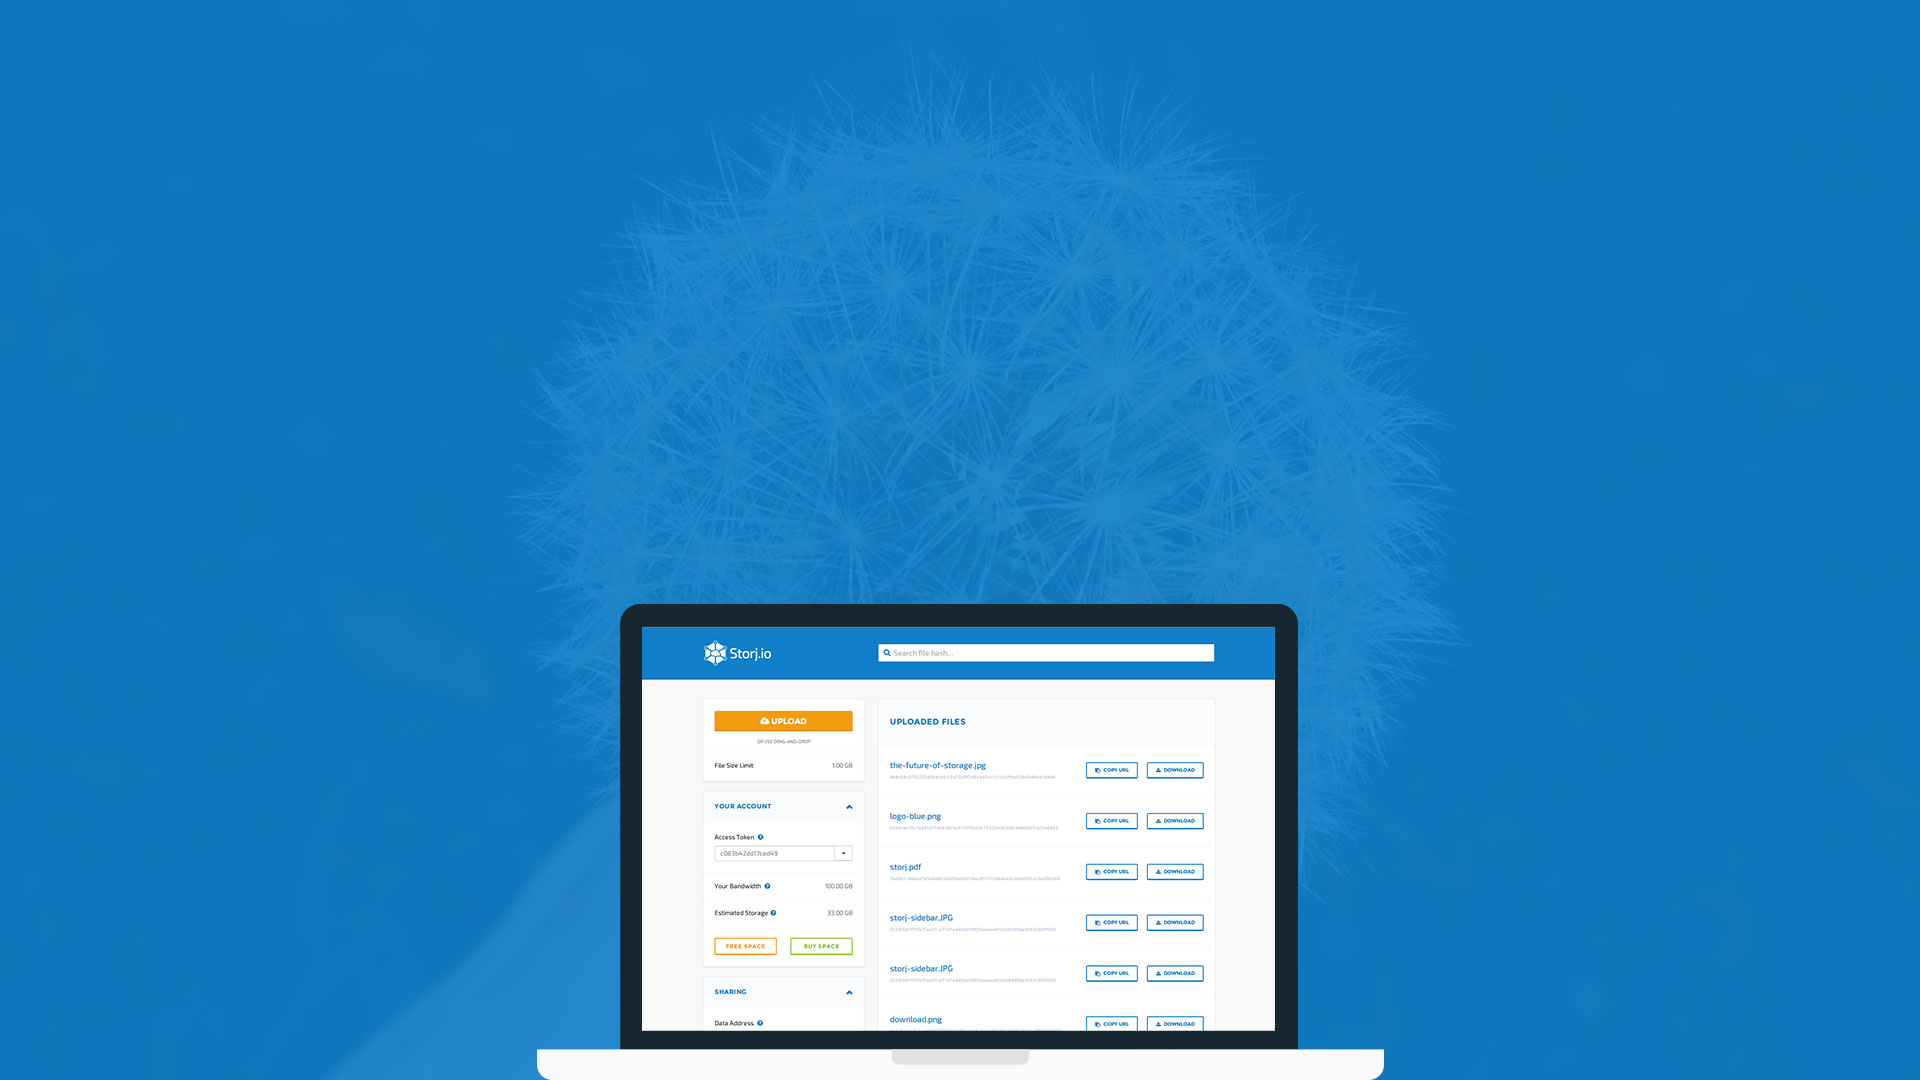 Storj.io
Search file hash...
UPLOAD
OR USE DRAG-AND-DROP
File Size Limit 1.00 GB
YOUR ACCOUNT
Access Token
c083b42dd17ced49
Your Bandwidth 100.00 GB
Estimated Storage 33.00 GB
FREE SPACE BUY SPACE
SHARING
Data Address
UPLOADED FILES
the-future-of-storage.jpg
COPY URL DOWNLOAD
logo-blue.png
COPY URL DOWNLOAD
storj.pdf
COPY URL DOWNLOAD
storj-sidebar.JPG
COPY URL DOWNLOAD
storj-sidebar.JPG
COPY URL DOWNLOAD
download.png
COPY URL DOWNLOAD